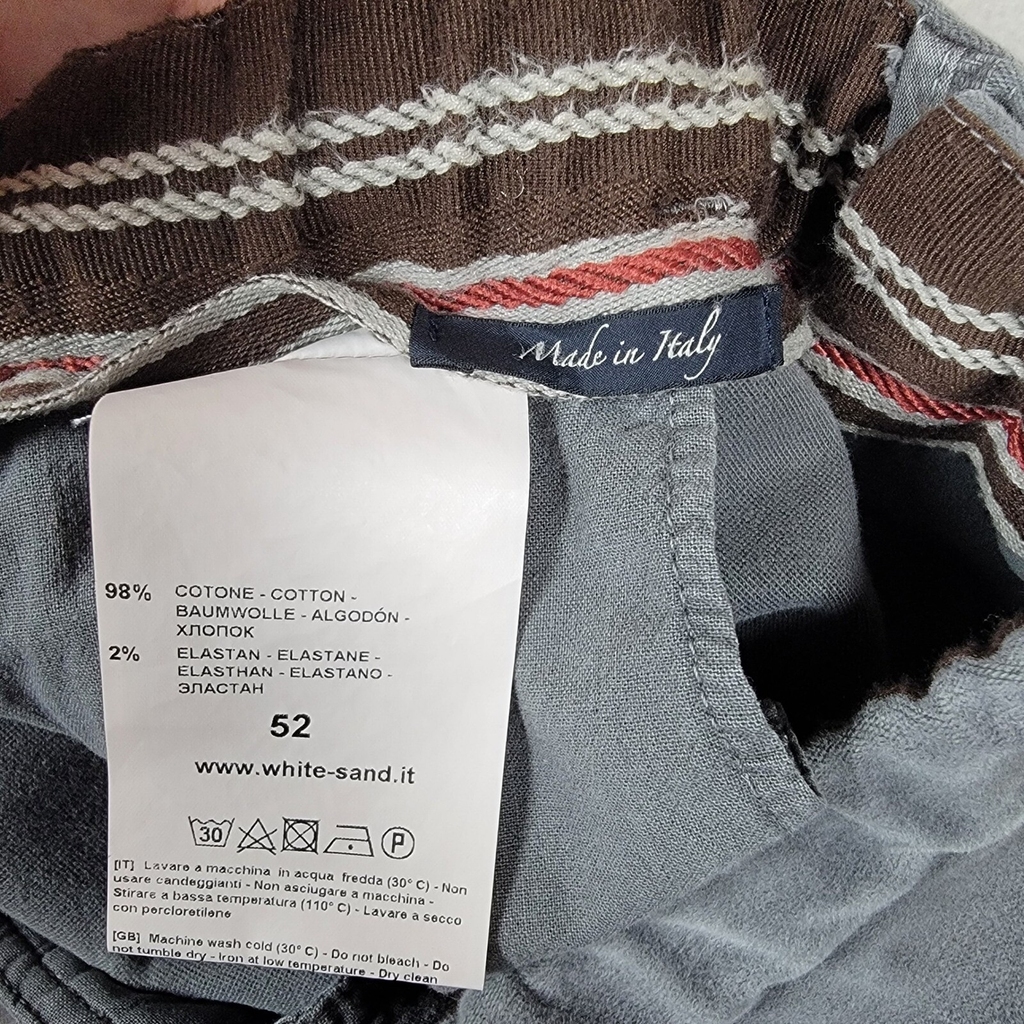 Made in Italy
98% COTONE - COTTON -
BAUMWOLLE - ALGODÓN -
ХЛОПОК
2% ELASTAN - ELASTANE -
ELASTHAN - ELASTANO -
ЭЛАСТАН
52
www.white-sand.it
30 P
[IT] Lavare a macchina in acqua fredda (30° C) - Non
usare candeggianti - Non asciugare a macchina -
Stirare a bassa temperatura (110° C) - Lavare a secco
con percloretilene
[GB] Machine wash cold (30° C) - Do not bleach - Do
not tumble dry - Iron at low temperature - Dry clean